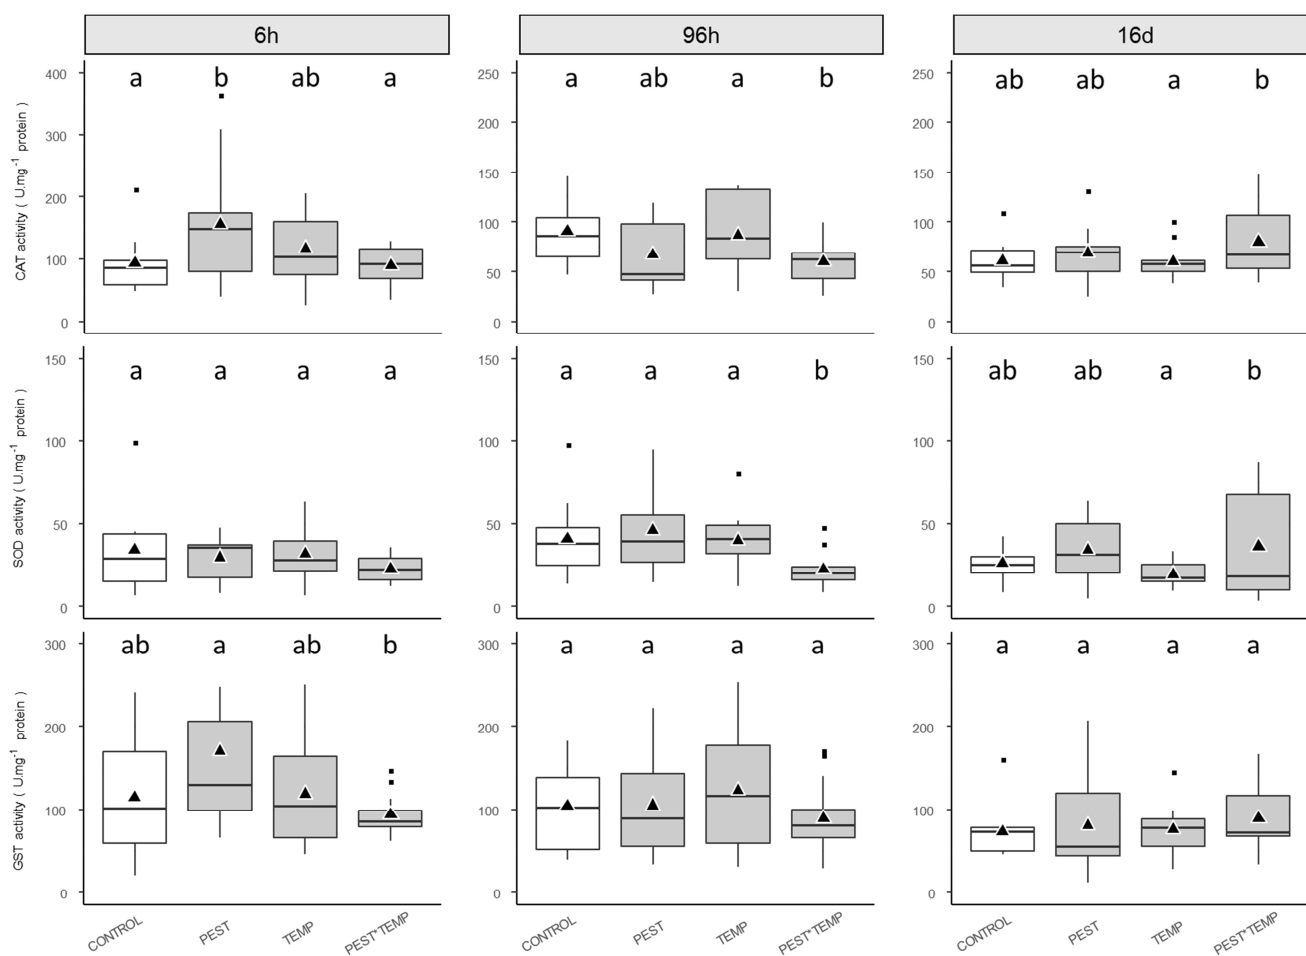 6h 96h 16d
CAT activity ( U.mg-1 protein )
400 300 200 100 0
a b ab a
250 200 150 100 50 0
a ab a b
250 200 150 100 50 0
ab ab a b
SOD activity ( U.mg-1 protein)
150 100 50 0
a a a a
150 100 50 0
a a a b
150 100 50 0
ab ab a b
GST activity ( U.mg-1 protein )
300 200 100 0
ab a ab b
300 200 100 0
a a a a
300 200 100 0
a a a a
CONTROL PEST TEMP PEST*TEMP
CONTROL PEST TEMP PEST*TEMP
CONTROL PEST TEMP PEST*TEMP